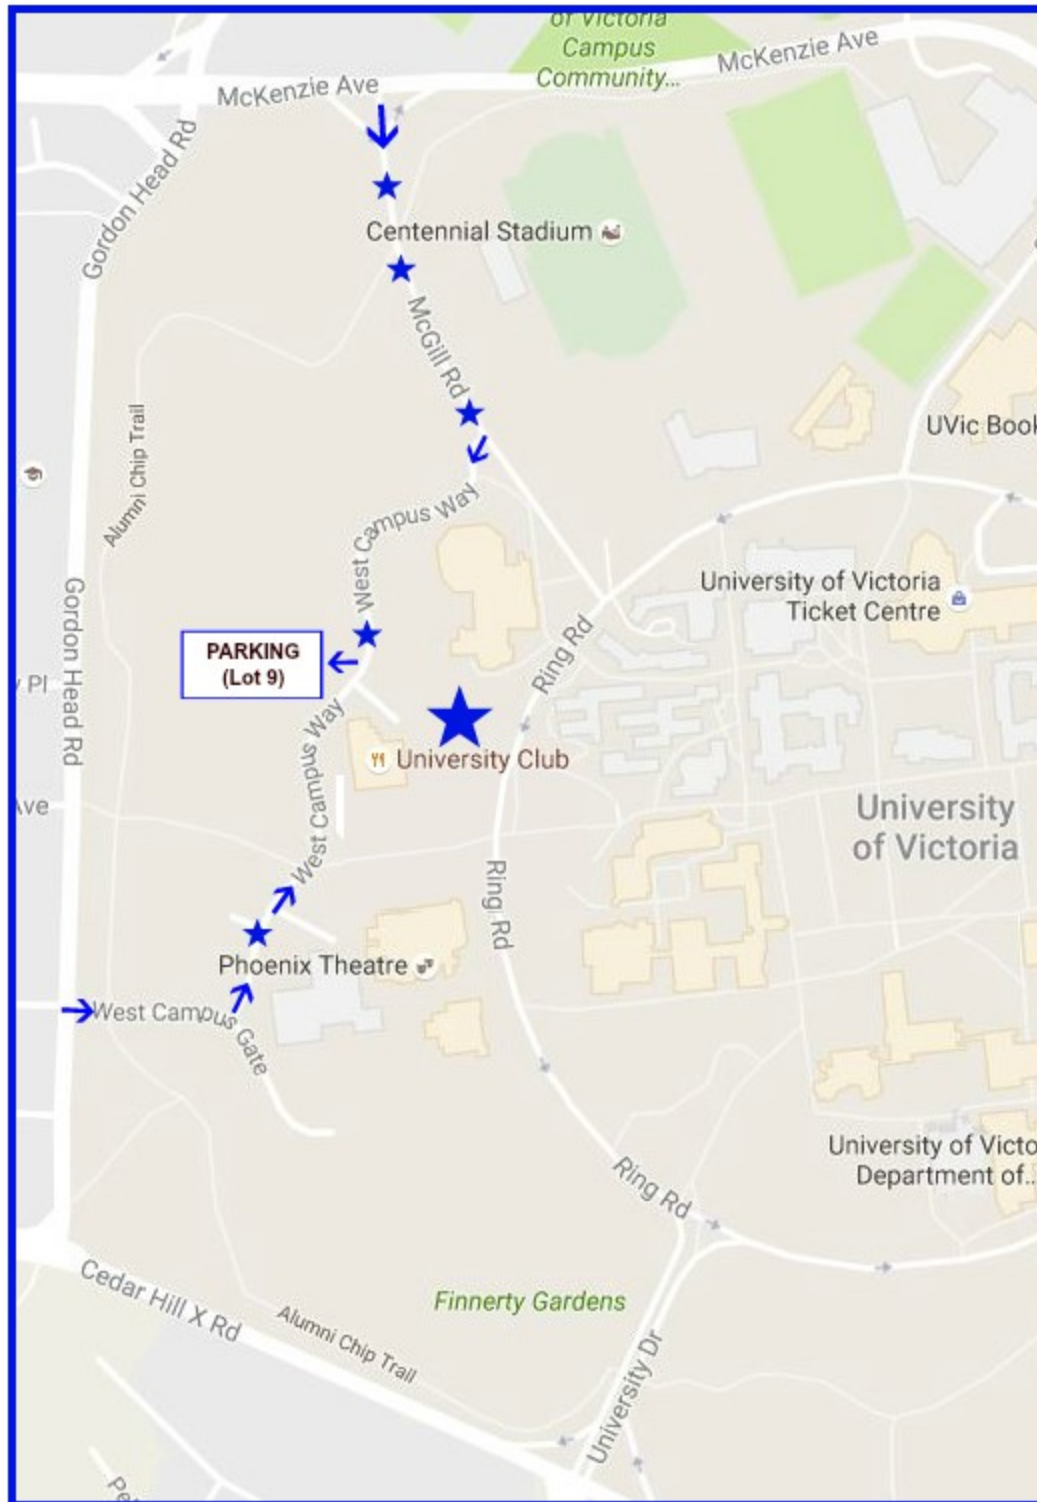 of Victoria
Campus
Community...
McKenzie Ave
McKenzie Ave
Gordon Head Rd
Centennial Stadium
McGill Rd
Alumni Chip Trail
UVic Book
West Campus Way
West Campus Way
University of Victoria
Ticket Centre
Gordon Head Rd
PARKING
(Lot 9)
Ring Rd
Pl
West Campus Way
University Club
University
of Victoria
Ring Rd
Phoenix Theatre
West Campus Gate
University of Victo
Department of...
Ring Rd
Cedar Hill X Rd
Finnerty Gardens
Alumni Chip Trail
University Dr